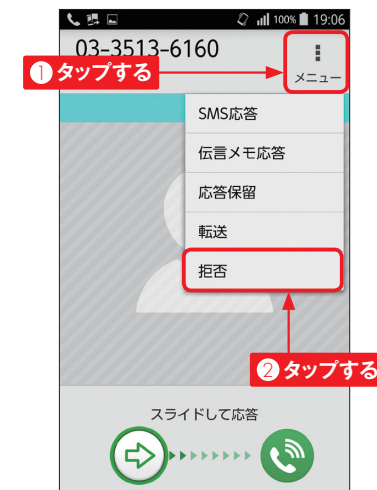 100% 19:06
03-3513-6160
メニュー
①タップする
SMS応答
伝言メモ応答
応答保留
転送
拒否
②タップする
スライドして応答